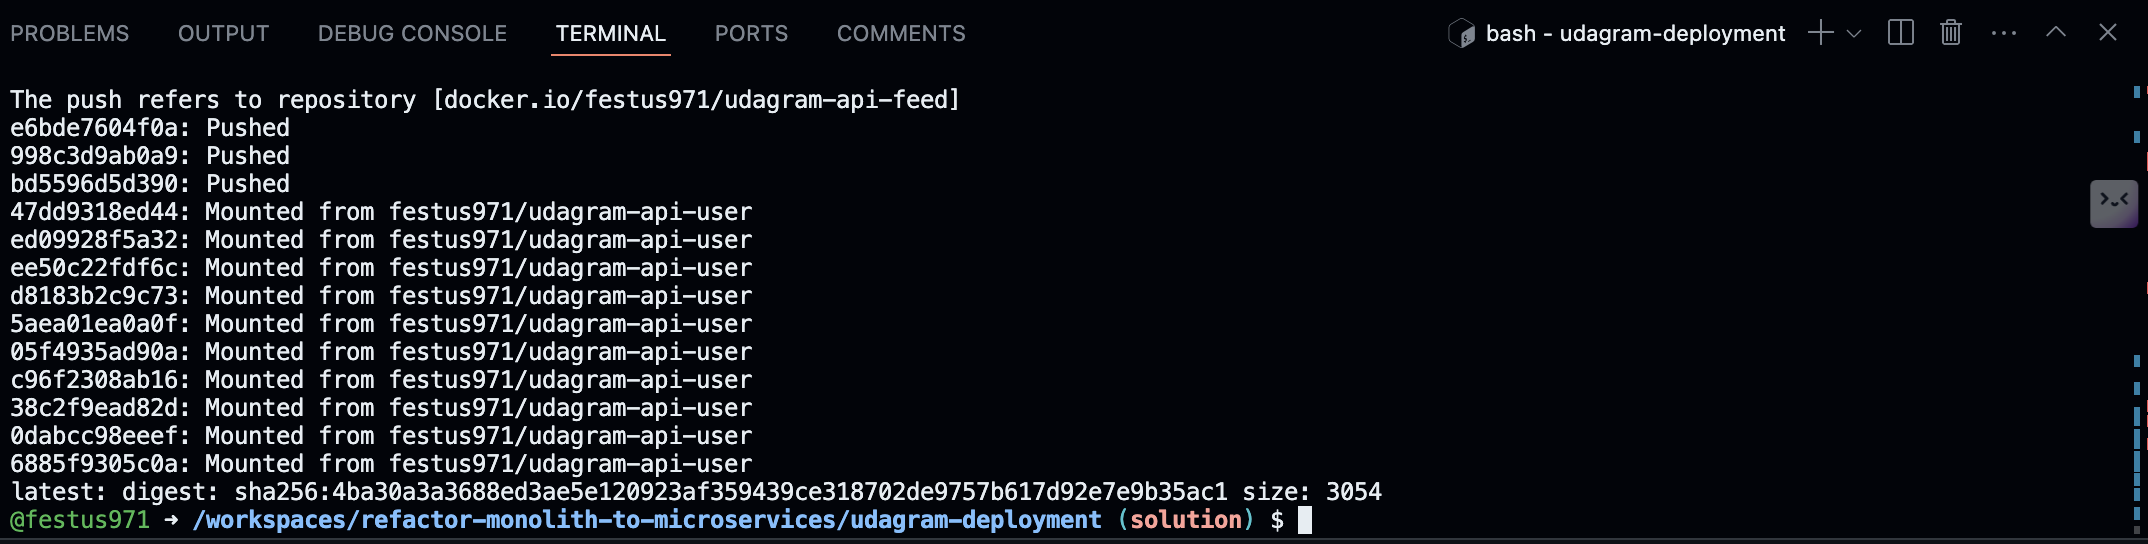 PROBLEMS OUTPUT DEBUG CONSOLE TERMINAL PORTS COMMENTS bash - udagram-deployment
The push refers to repository [docker.io/festus971/udagram-api-feed]
e6bde7604f0a: Pushed
998c3d9ab0a9: Pushed
bd5596d5d390: Pushed
47dd9318ed44: Mounted from festus971/udagram-api-user
ed09928f5a32: Mounted from festus971/udagram-api-user
ee50c22fdf6c: Mounted from festus971/udagram-api-user
d8183b2c9c73: Mounted from festus971/udagram-api-user
5aea01ea0a0f: Mounted from festus971/udagram-api-user
05f4935ad90a: Mounted from festus971/udagram-api-user
c96f2308ab16: Mounted from festus971/udagram-api-user
38c2f9ead82d: Mounted from festus971/udagram-api-user
0dabcc98eeef: Mounted from festus971/udagram-api-user
6885f9305c0a: Mounted from festus971/udagram-api-user
latest: digest: sha256:4ba30a3a3688ed3ae5e120923af359439ce318702de9757b617d92e7e9b35ac1 size: 3054
@festus971 ➜ /workspaces/refactor-monolith-to-microservices/udagram-deployment (solution) $